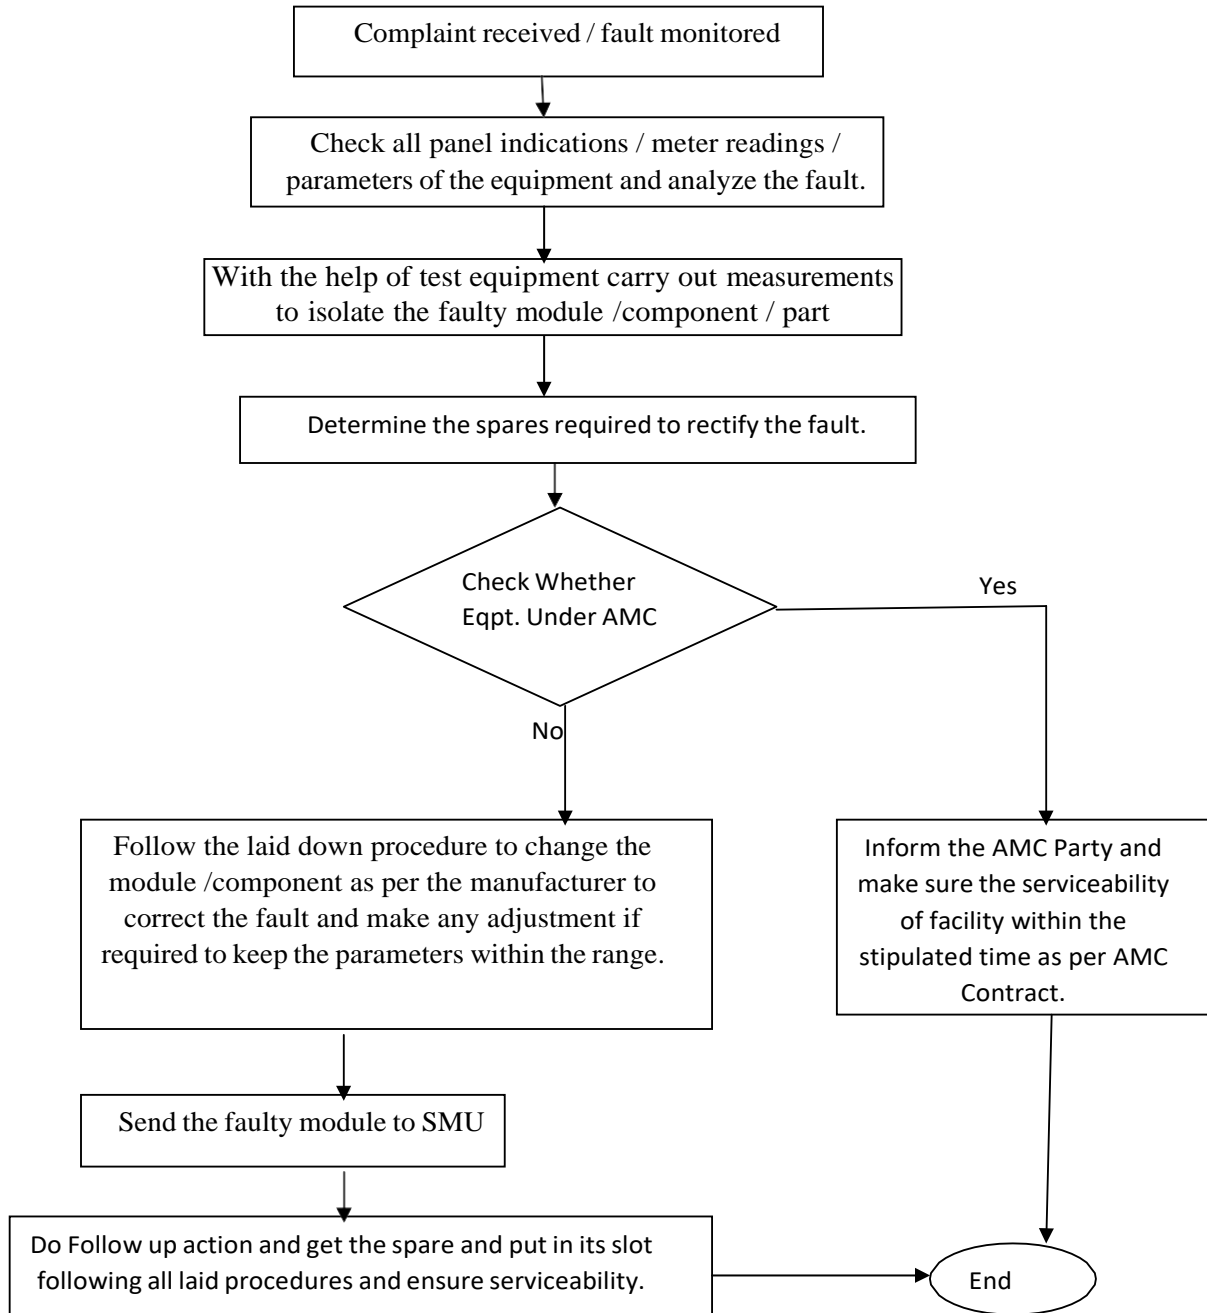 Complaint received / fault monitored
Check all panel indications / meter readings /
parameters of the equipment and analyze the fault.
With the help of test equipment carry out measurements
to isolate the faulty module /component / part
Determine the spares required to rectify the fault.
Check Whether
Eqpt. Under AMC
Yes
No
Follow the laid down procedure to change the
module /component as per the manufacturer to
correct the fault and make any adjustment if
required to keep the parameters within the range.
Inform the AMC Party and
make sure the serviceability
of facility within the
stipulated time as per AMC
Contract.
Send the faulty module to SMU
Do Follow up action and get the spare and put in its slot
following all laid procedures and ensure serviceability.
End